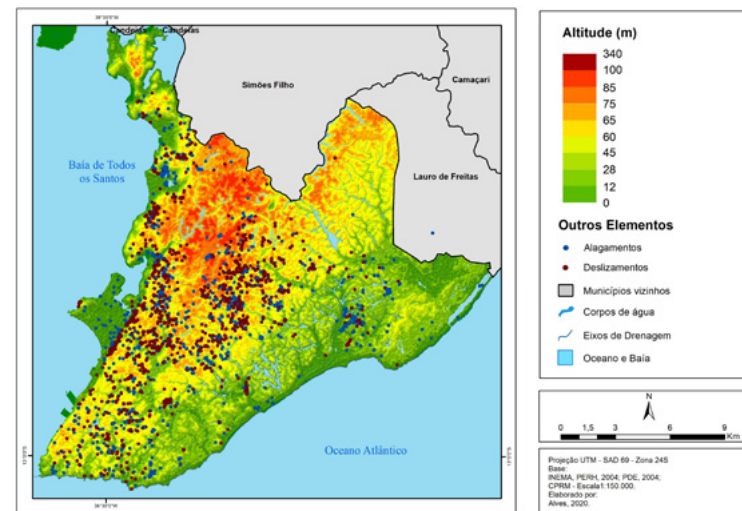 Candeias
Candeias
Simões Filho
Camaçari
Baía de Todos
os Santos
Lauro de Freitas
Oceano Atlântico
Altitude (m)
340
100
85
75
65
60
45
28
12
0
Outros Elementos
Alagamentos
Deslizamentos
Municípios vizinhos
Corpos de água
Eixos de Drenagem
Oceano e Baía
N
0 1,5 3 6 9
Km
Projeção UTM - SAD 69 - Zona 24S
Base:
INEMA, PERH, 2004; PDE, 2004;
CPRM - Escala1:150.000.
Elaborado por:
Alves, 2020.